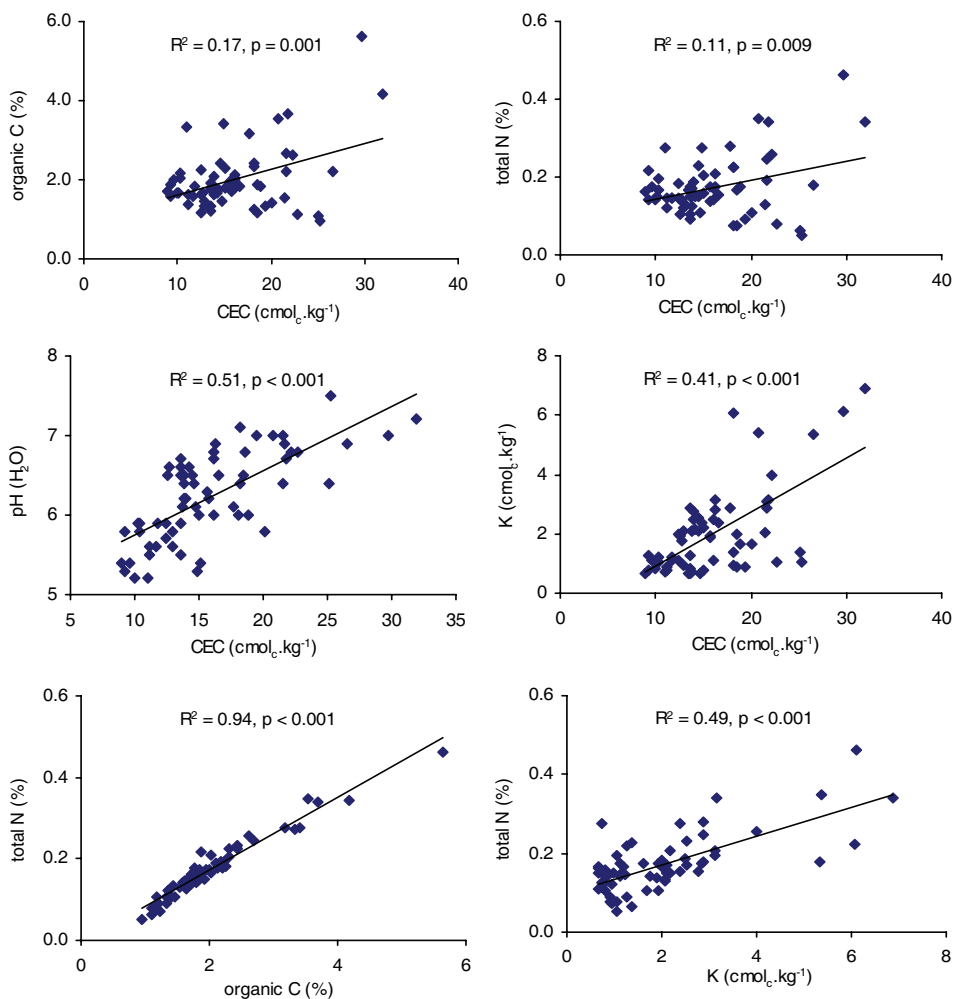 R² = 0.17, p = 0.001
organic C (%)
6.0
4.0
2.0
0.0
0 10 20 30 40
CEC (cmol_c.kg⁻¹)
R² = 0.11, p = 0.009
total N (%)
0.6
0.4
0.2
0.0
0 10 20 30 40
CEC (cmol_c.kg⁻¹)
R² = 0.51, p < 0.001
pH (H₂O)
8
7
6
5
5 10 15 20 25 30 35
CEC (cmol_c.kg⁻¹)
R² = 0.41, p < 0.001
K (cmol_c.kg⁻¹)
8
6
4
2
0
0 10 20 30 40
CEC (cmol_c.kg⁻¹)
R² = 0.94, p < 0.001
total N (%)
0.6
0.4
0.2
0.0
0 2 4 6
organic C (%)
R² = 0.49, p < 0.001
total N (%)
0.6
0.4
0.2
0.0
0 2 4 6 8
K (cmol_c.kg⁻¹)